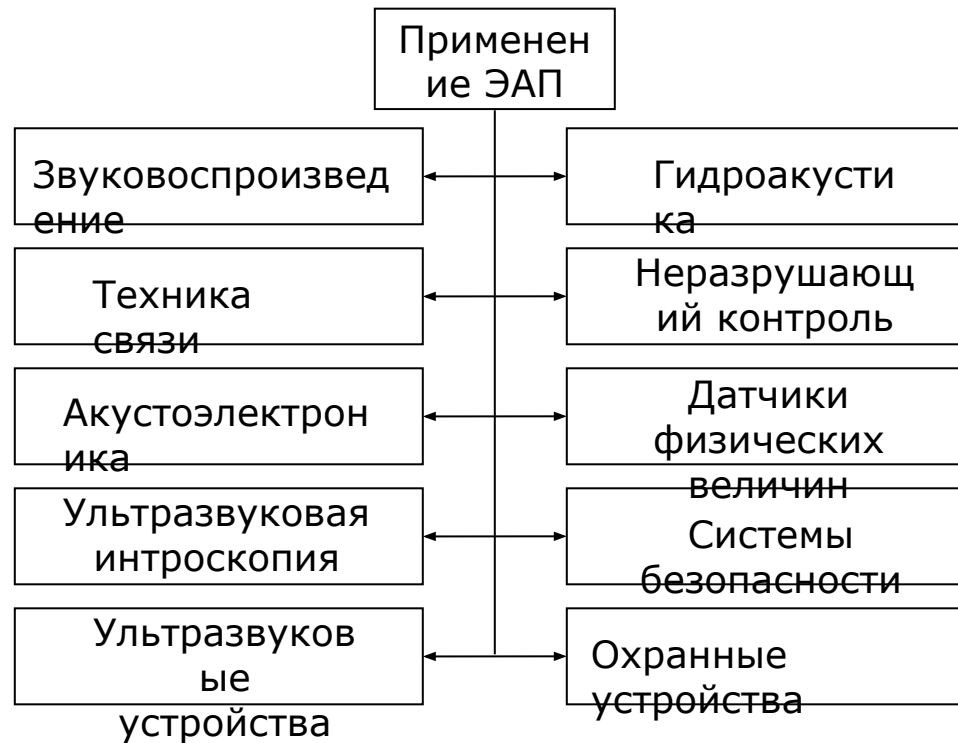 Применен
ие ЭАП
Звуковоспроизвед
ение
Гидроакусти
ка
Техника
связи
Неразрушающ
ий контроль
Акустоэлектрон
ика
Датчики
физических
величин
Ультразвуковая
интроскопия
Системы
безопасности
Ультразвуков
ые
устройства
Охранные
устройства